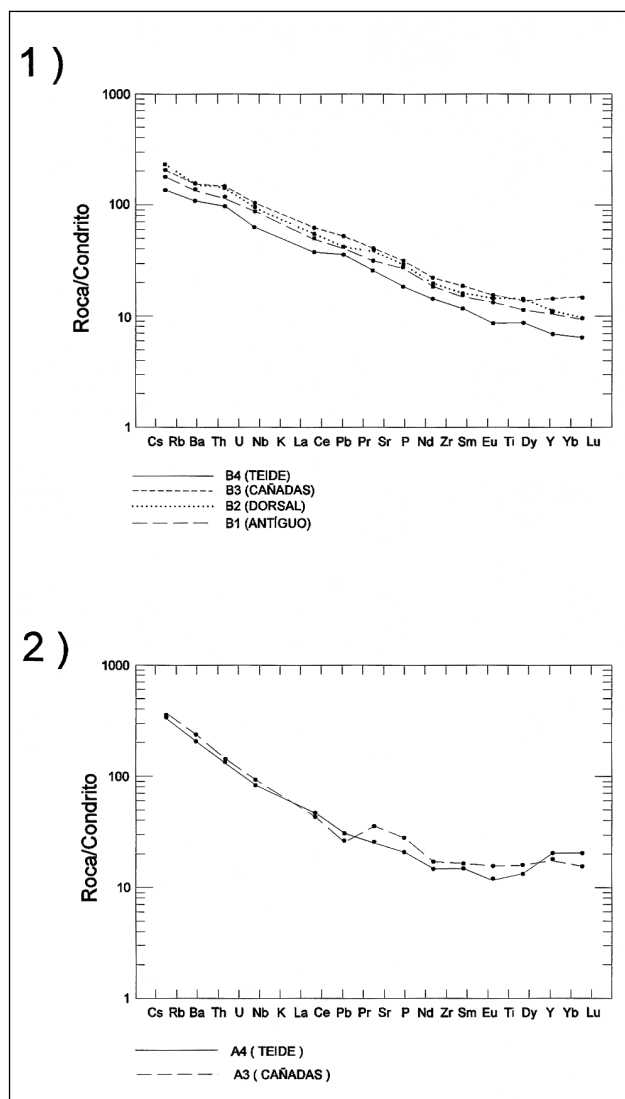 1 )
1000
100
10
1
Roca/Condrito
Cs Rb Ba Th U Nb K La Ce Pb Pr Sr P Nd Zr Sm Eu Ti Dy Y Yb Lu
B4 (TEIDE)
B3 (CAÑADAS)
B2 (DORSAL)
B1 (ANTÍGUO)
2 )
1000
100
10
1
Roca/Condrito
Cs Rb Ba Th U Nb K La Ce Pb Pr Sr P Nd Zr Sm Eu Ti Dy Y Yb Lu
A4 ( TEIDE )
A3 ( CAÑADAS )